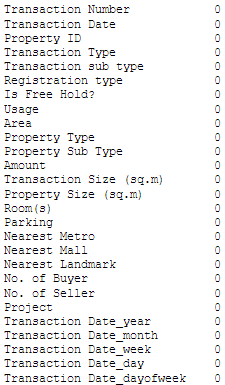 Transaction Number 0
Transaction Date 0
Property ID 0
Transaction Type 0
Transaction sub type 0
Registration type 0
Is Free Hold? 0
Usage 0
Area 0
Property Type 0
Property Sub Type 0
Amount 0
Transaction Size (sq.m) 0
Property Size (sq.m) 0
Room(s) 0
Parking 0
Nearest Metro 0
Nearest Mall 0
Nearest Landmark 0
No. of Buyer 0
No. of Seller 0
Project 0
Transaction Date_year 0
Transaction Date_month 0
Transaction Date_week 0
Transaction Date_day 0
Transaction Date_dayofweek 0